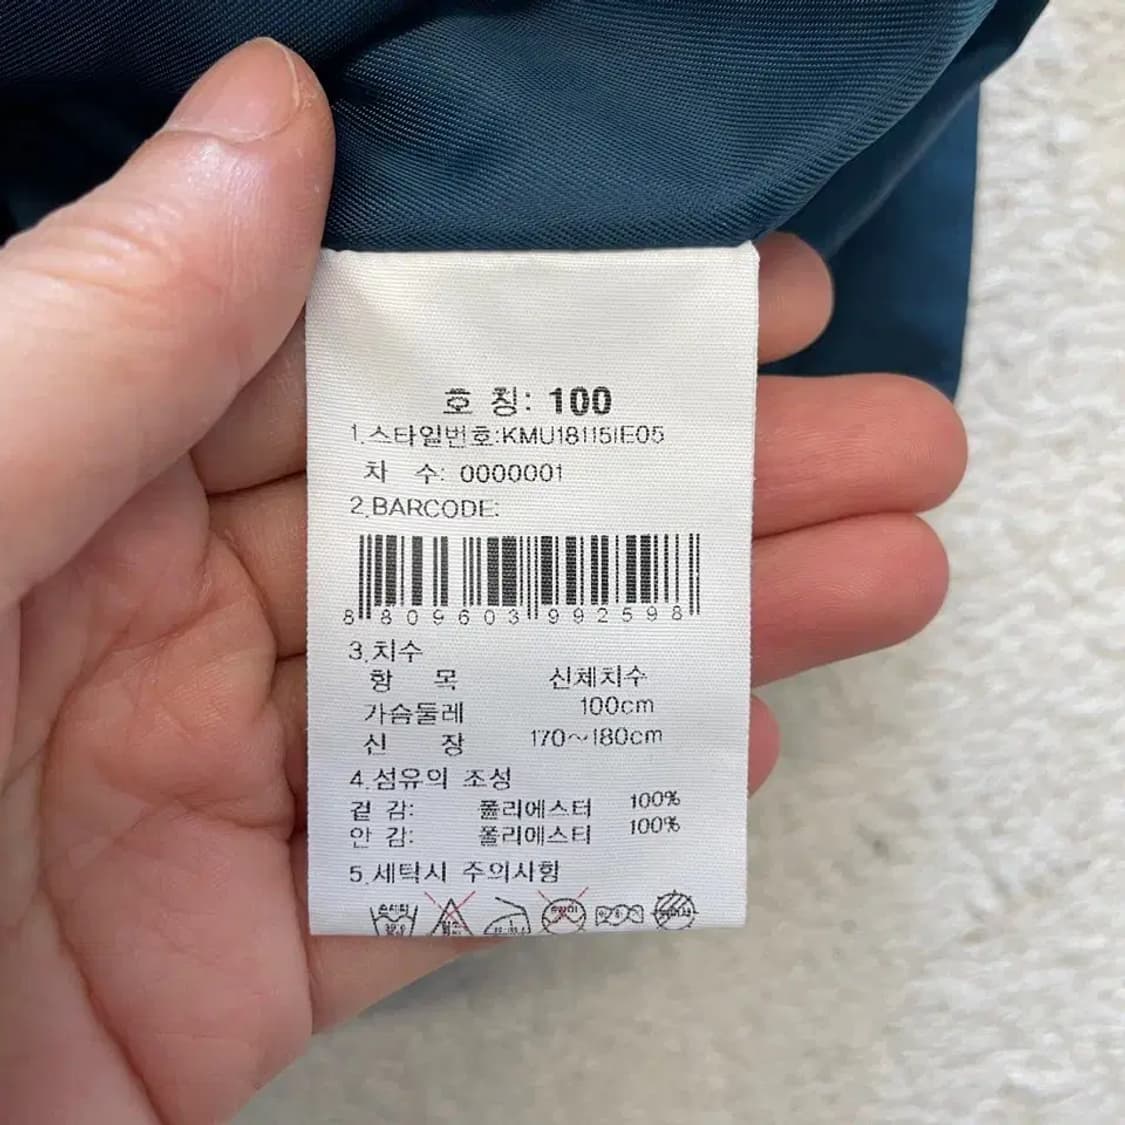 호 칭: 100
1.스타일번호:KMU18115IE05
차 수: 0000001
2.BARCODE:
8 809603 992598
3.치수
항 목 신체치수
가슴둘레 100cm
신 장 170~180cm
4.섬유의 조성
겉 감: 폴리에스터 100%
안 감: 폴리에스터 100%
5.세탁시 주의사항
손세탁